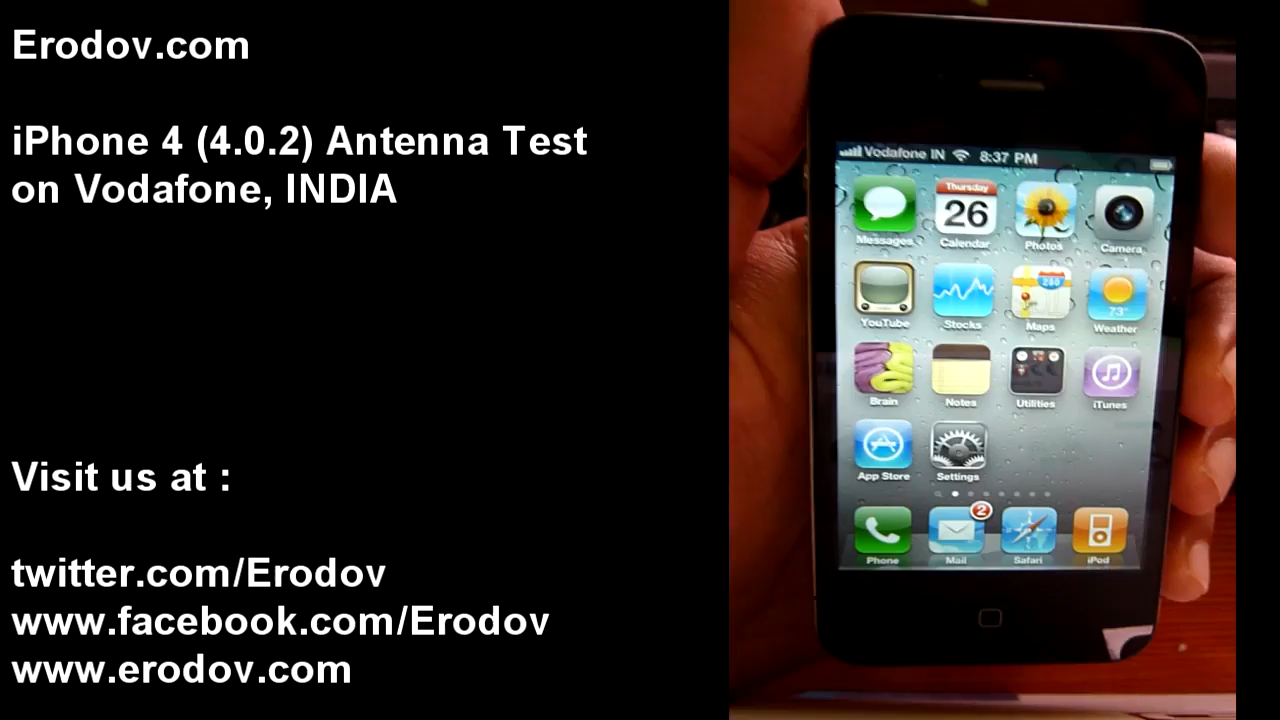 Erodov.com
iPhone 4 (4.0.2) Antenna Test
on Vodafone, INDIA
Visit us at :
twitter.com/Erodov
www.facebook.com/Erodov
www.erodov.com
Vodafone IN 8:37 PM
Thursday
26
Messages Calendar Photos Camera
280
73°
YouTube Stocks Maps Weather
Brain Notes Utilities iTunes
App Store Settings
2
Phone Mail Safari iPod